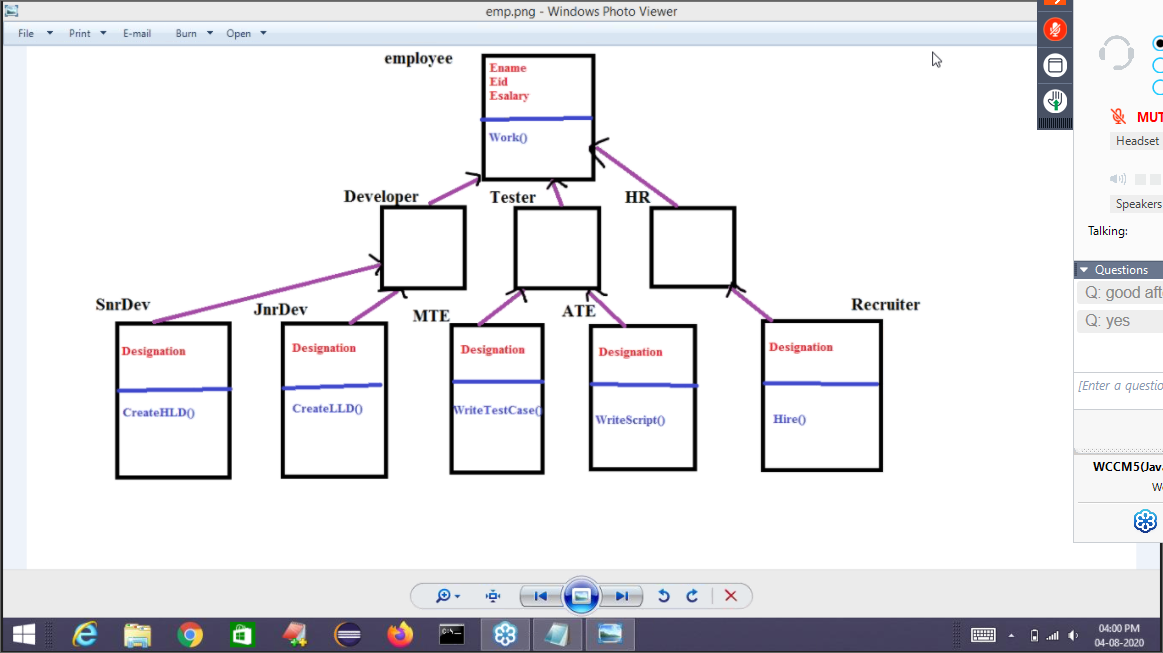 emp.png - Windows Photo Viewer
File Print E-mail Burn Open
employee
Ename
Eid
Esalary
Work()
Developer Tester HR
SnrDev JnrDev MTE ATE Recruiter
Designation Designation Designation Designation Designation
CreateHLD() CreateLLD() WriteTestCase() WriteScript() Hire()
MUT
Headset
Speakers
Talking:
Questions
Q: good aft
Q: yes
[Enter a questio
WCCM5(Jav
We
C:\.
04:00 PM
04-08-2020